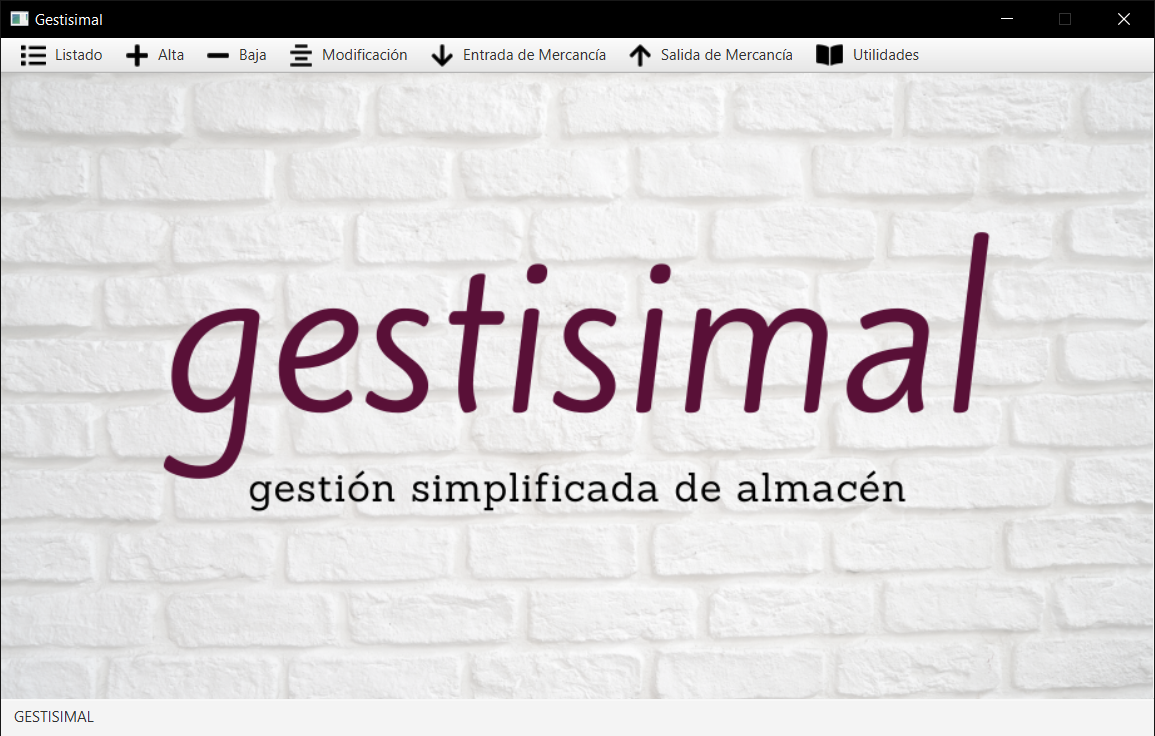 Gestisimal
Listado Alta Baja Modificación Entrada de Mercancía Salida de Mercancía Utilidades
gestisimal
gestión simplificada de almacén
GESTISIMAL